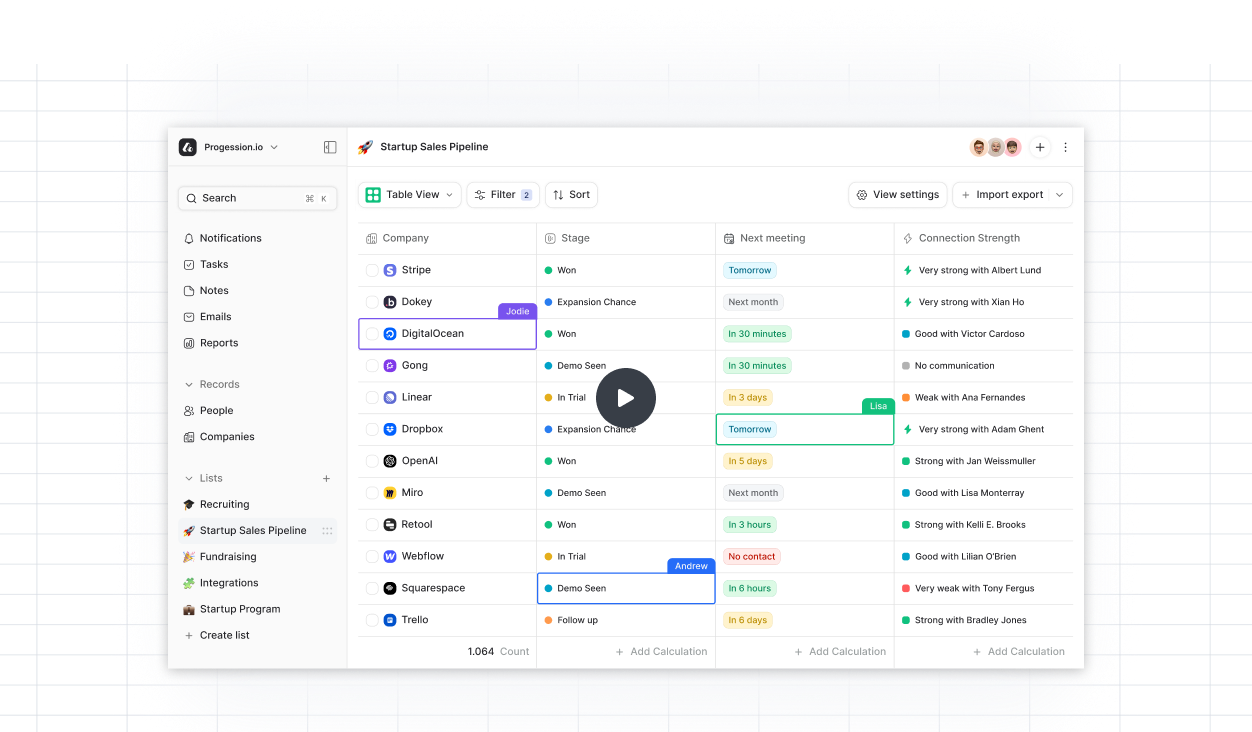 Progession.io
Startup Sales Pipeline
Search ⌘ K
Table View
Filter 2
Sort
View settings
+ Import export
Notifications
Tasks
Notes
Emails
Reports
Records
People
Companies
Lists +
Recruiting
Startup Sales Pipeline
Fundraising
Integrations
Startup Program
+ Create list
Company Stage Next meeting Connection Strength
Stripe Won Tomorrow Very strong with Albert Lund
Dokey Expansion Chance Next month Very strong with Xian Ho
Jodie
DigitalOcean Won In 30 minutes Good with Victor Cardoso
Gong Demo Seen In 30 minutes No communication
Linear In Trial In 3 days Weak with Ana Fernandes
Lisa
Dropbox Expansion Chance Tomorrow Very strong with Adam Ghent
OpenAI Won In 5 days Strong with Jan Weissmuller
Miro Demo Seen Next month Good with Lisa Monterray
Retool Won In 3 hours Strong with Kelli E. Brooks
Webflow In Trial No contact Good with Lilian O'Brien
Andrew
Squarespace Demo Seen In 6 hours Very weak with Tony Fergus
Trello Follow up In 6 days Strong with Bradley Jones
1.064 Count + Add Calculation + Add Calculation + Add Calculation